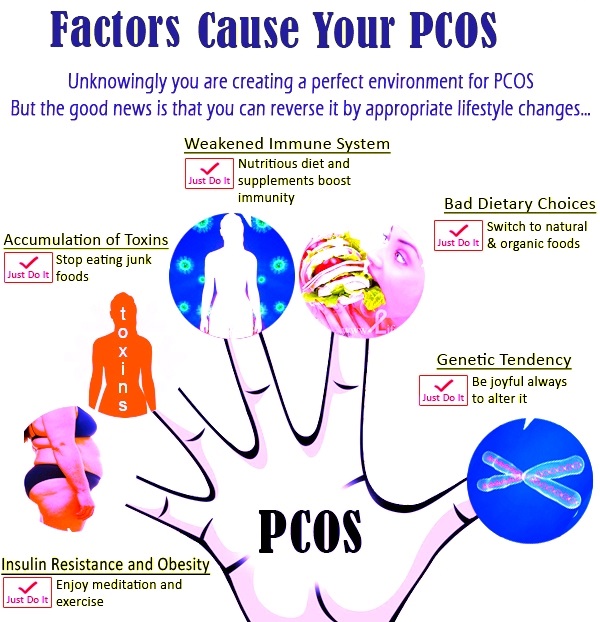 Factors Cause Your PCOS
Unknowingly you are creating a perfect environment for PCOS
But the good news is that you can reverse it by appropriate lifestyle changes...
Weakened Immune System
Just Do It
Nutritious diet and
supplements boost
immunity
Bad Dietary Choices
Just Do It
Switch to natural
& organic foods
Accumulation of Toxins
Just Do It
Stop eating junk
foods
toxins
Genetic Tendency
Just Do It
Be joyful always
to alter it
PCOS
Insulin Resistance and Obesity
Just Do It
Enjoy meditation and
exercise